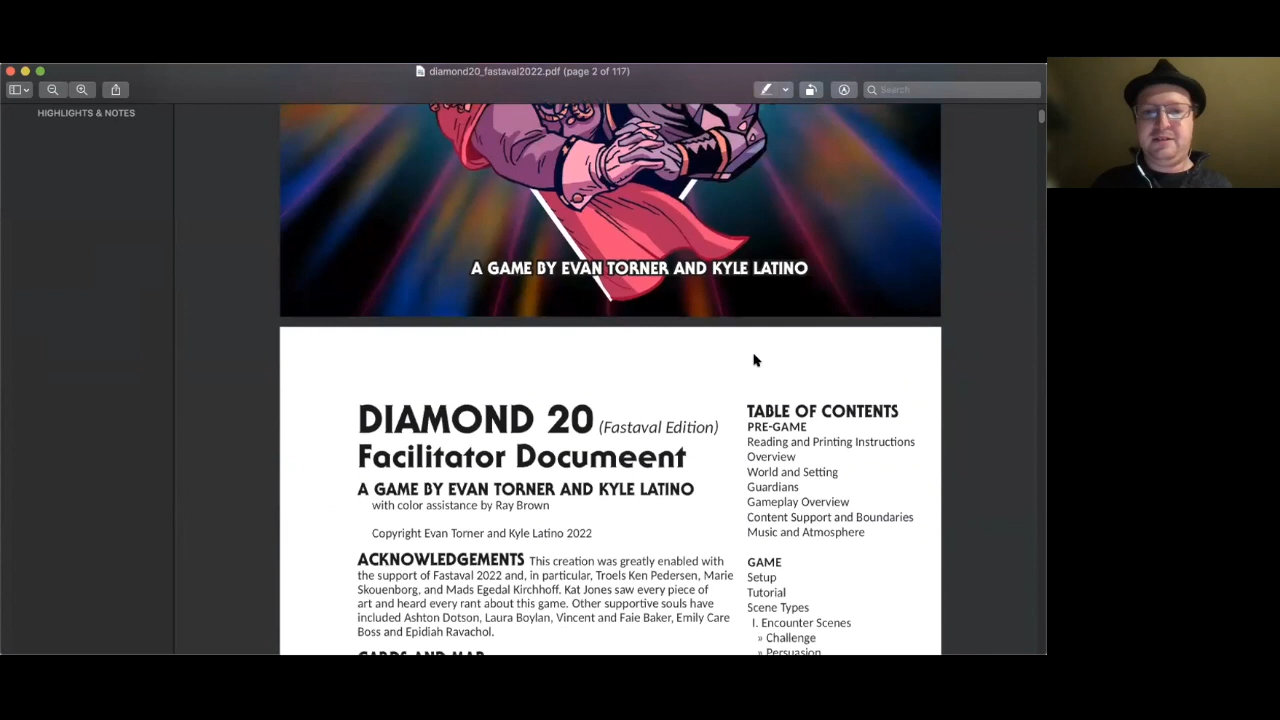 diamond20_fastaval2022.pdf (page 2 of 117)
Search
HIGHLIGHTS & NOTES
A GAME BY EVAN TORNER AND KYLE LATINO
DIAMOND 20 (Fastaval Edition)
Facilitator Documeent
A GAME BY EVAN TORNER AND KYLE LATINO
with color assistance by Ray Brown
Copyright Evan Torner and Kyle Latino 2022
ACKNOWLEDGEMENTS This creation was greatly enabled with
the support of Fastaval 2022 and, in particular, Troels Ken Pedersen, Marie
Skouenborg, and Mads Egedal Kirchhoff. Kat Jones saw every piece of
art and heard every rant about this game. Other supportive souls have
included Ashton Dotson, Laura Boylan, Vincent and Faie Baker, Emily Care
Boss and Epidiah Ravachol.
CARDS AND MAP
TABLE OF CONTENTS
PRE-GAME
Reading and Printing Instructions
Overview
World and Setting
Guardians
Gameplay Overview
Content Support and Boundaries
Music and Atmosphere
GAME
Setup
Tutorial
Scene Types
I. Encounter Scenes
» Challenge
» Persuasion